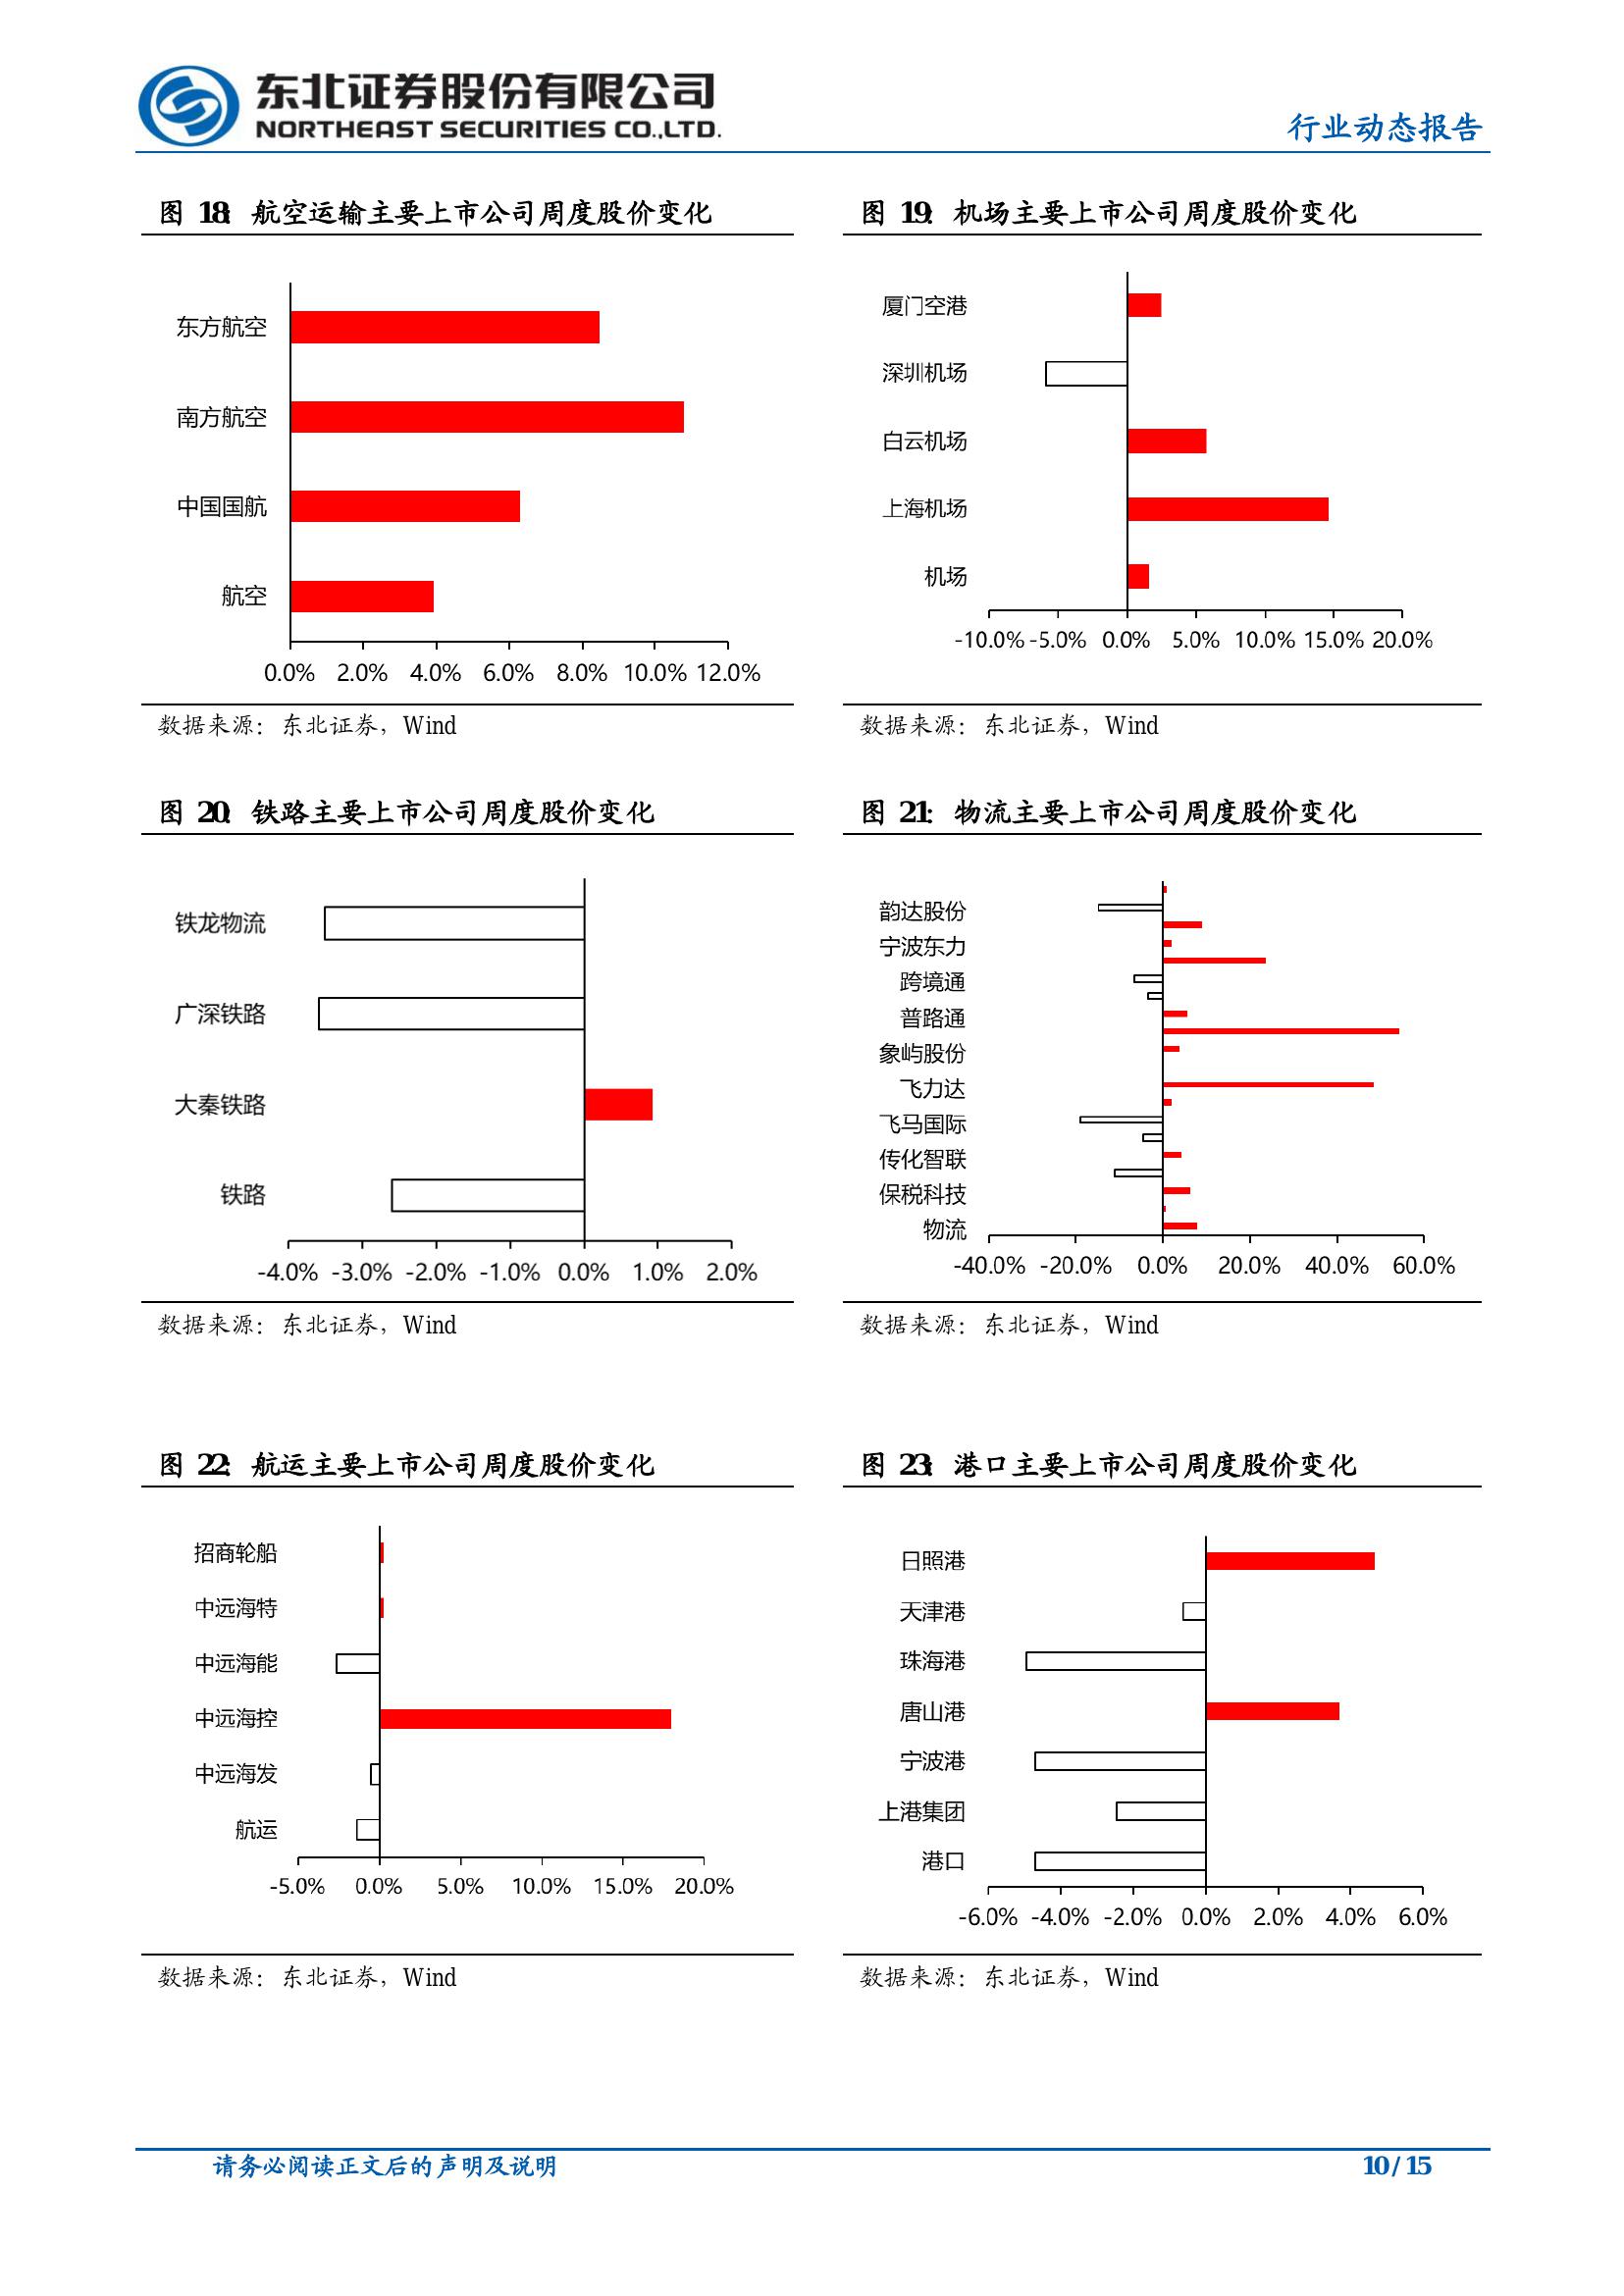 东北证券股份有限公司
NORTHEAST SECURITIES CO.,LTD.
行业动态报告
图 18：航空运输主要上市公司周度股价变化
东方航空
南方航空
中国国航
航空
0.0% 2.0% 4.0% 6.0% 8.0% 10.0% 12.0%
数据来源：东北证券，Wind
图 19：机场主要上市公司周度股价变化
厦门空港
深圳机场
白云机场
上海机场
机场
-10.0% -5.0% 0.0% 5.0% 10.0% 15.0% 20.0%
数据来源：东北证券，Wind
图 20：铁路主要上市公司周度股价变化
铁龙物流
广深铁路
大秦铁路
铁路
-4.0% -3.0% -2.0% -1.0% 0.0% 1.0% 2.0%
数据来源：东北证券，Wind
图 21：物流主要上市公司周度股价变化
韵达股份
宁波东力
跨境通
普路通
象屿股份
飞力达
飞马国际
传化智联
保税科技
物流
-40.0% -20.0% 0.0% 20.0% 40.0% 60.0%
数据来源：东北证券，Wind
图 22：航运主要上市公司周度股价变化
招商轮船
中远海特
中远海能
中远海控
中远海发
航运
-5.0% 0.0% 5.0% 10.0% 15.0% 20.0%
数据来源：东北证券，Wind
图 23：港口主要上市公司周度股价变化
日照港
天津港
珠海港
唐山港
宁波港
上港集团
港口
-6.0% -4.0% -2.0% 0.0% 2.0% 4.0% 6.0%
数据来源：东北证券，Wind
请务必阅读正文后的声明及说明
10 / 15